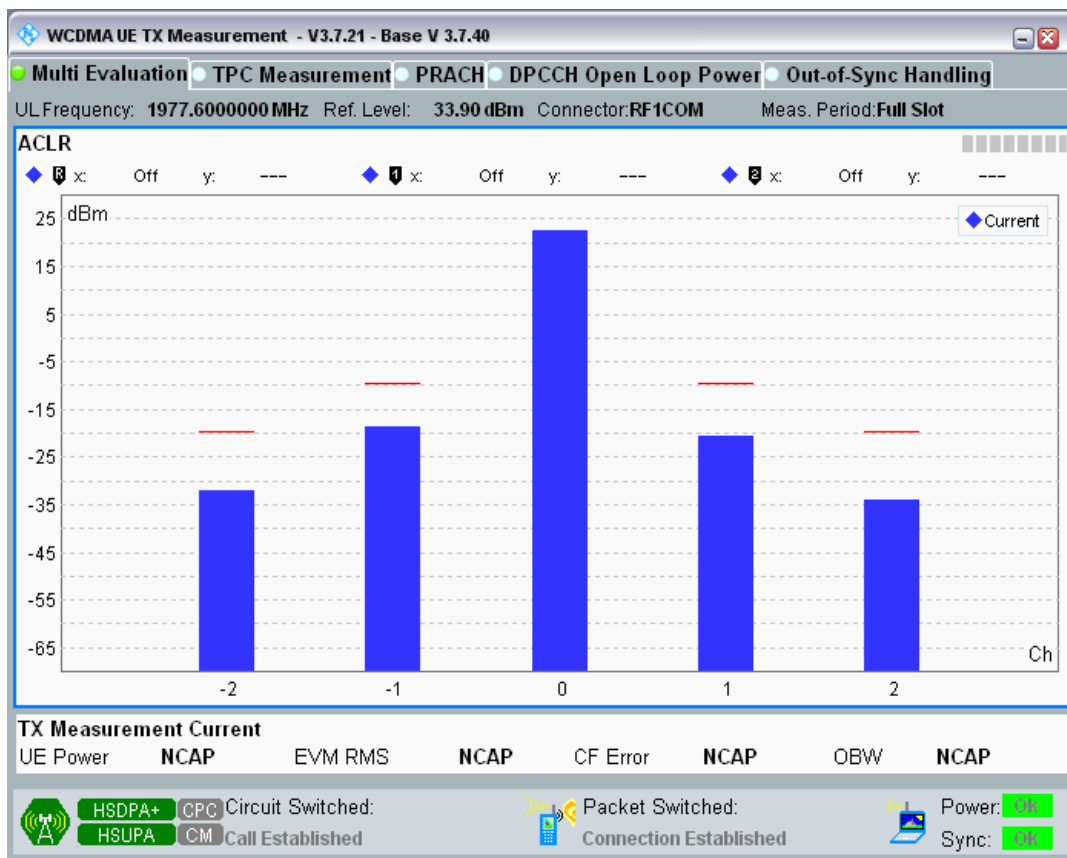 WCDMA UE TX Measurement - V3.7.21 - Base V 3.7.40
Multi Evaluation TPC Measurement PRACH DPCCH Open Loop Power Out-of-Sync Handling
UL Frequency: 1977.6000000 MHz Ref. Level: 33.90 dBm Connector:RF1COM Meas. Period:Full Slot
ACLR
R x: Off y: --- 1 x: Off y: --- 2 x: Off y: ---
dBm
Current
25
15
5
-5
-15
-25
-35
-45
-55
-65
Ch
-2 -1 0 1 2
TX Measurement Current
UE Power NCAP EVM RMS NCAP CF Error NCAP OBW NCAP
HSDPA+ CPC Circuit Switched: Packet Switched: Power: Ok
HSUPA CM Call Established Connection Established Sync: Ok